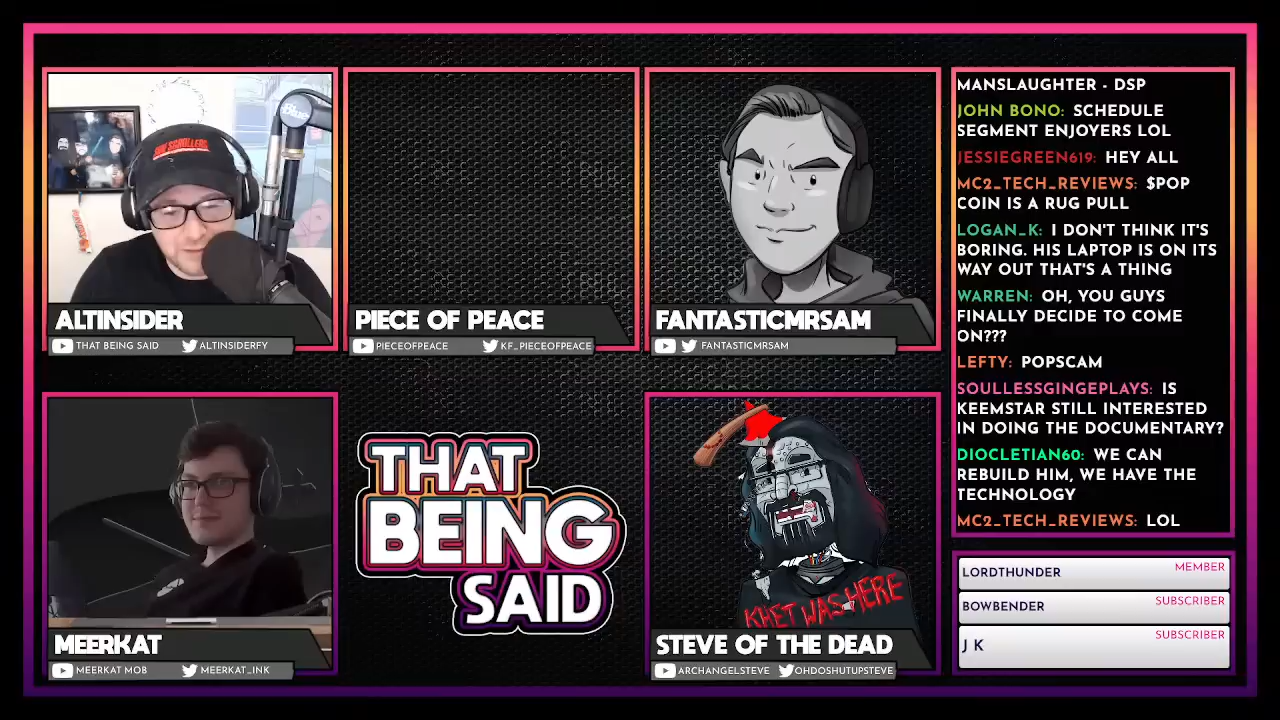 ALTINSIDER
THAT BEING SAID
ALTINSIDERFY
PIECE OF PEACE
PIECEOFPEACE
KF_PIECEOFPEACE
FANTASTICMRSAM
FANTASTICMRSAM
MEERKAT
MEERKAT MOB
MEERKAT_INK
THAT
BEING
SAID
KHET WAS HERE
STEVE OF THE DEAD
ARCHANGELSTEVE
OHDOSHUTUPSTEVE
MANSLAUGHTER - DSP
JOHN BONO: SCHEDULE
SEGMENT ENJOYERS LOL
JESSIEGREEN619: HEY ALL
MC2_TECH_REVIEWS: $POP
COIN IS A RUG PULL
LOGAN_K: I DON'T THINK IT'S
BORING. HIS LAPTOP IS ON ITS
WAY OUT THAT'S A THING
WARREN: OH, YOU GUYS
FINALLY DECIDE TO COME
ON???
LEFTY: POPSCAM
SOULLESSGINGEPLAYS: IS
KEEMSTAR STILL INTERESTED
IN DOING THE DOCUMENTARY?
DIOCLETIAN60: WE CAN
REBUILD HIM, WE HAVE THE
TECHNOLOGY
MC2_TECH_REVIEWS: LOL
LORDTHUNDER
MEMBER
BOWBENDER
SUBSCRIBER
J K
SUBSCRIBER